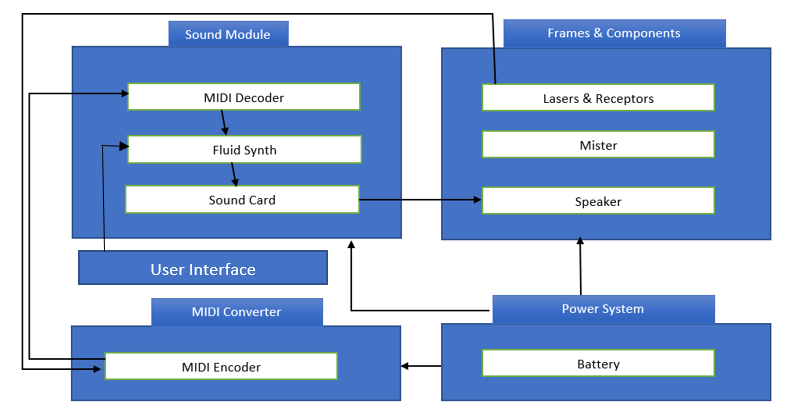 Sound Module
MIDI Decoder
Fluid Synth
Sound Card
User Interface
MIDI Converter
MIDI Encoder
Frames & Components
Lasers & Receptors
Mister
Speaker
Power System
Battery